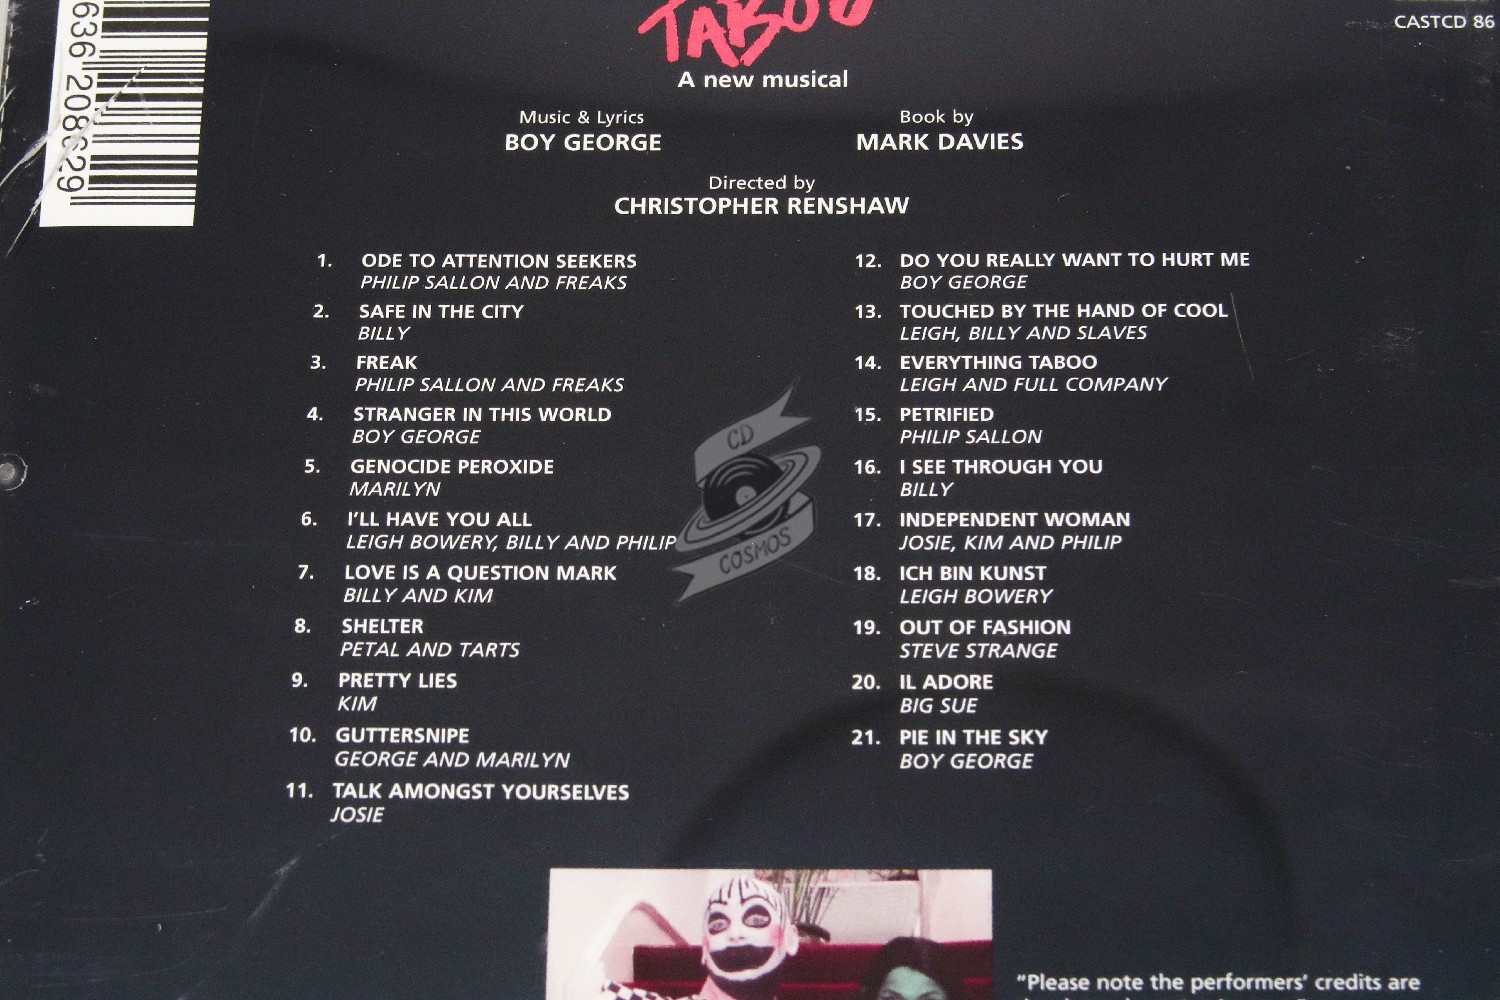 TABOO
CASTCD 86
A new musical
Music & Lyrics
BOY GEORGE
Book by
MARK DAVIES
Directed by
CHRISTOPHER RENSHAW
1. ODE TO ATTENTION SEEKERS
PHILIP SALLON AND FREAKS
2. SAFE IN THE CITY
BILLY
3. FREAK
PHILIP SALLON AND FREAKS
4. STRANGER IN THIS WORLD
BOY GEORGE
5. GENOCIDE PEROXIDE
MARILYN
6. I'LL HAVE YOU ALL
LEIGH BOWERY, BILLY AND PHILIP
7. LOVE IS A QUESTION MARK
BILLY AND KIM
8. SHELTER
PETAL AND TARTS
9. PRETTY LIES
KIM
10. GUTTERSNIPE
GEORGE AND MARILYN
11. TALK AMONGST YOURSELVES
JOSIE
12. DO YOU REALLY WANT TO HURT ME
BOY GEORGE
13. TOUCHED BY THE HAND OF COOL
LEIGH, BILLY AND SLAVES
14. EVERYTHING TABOO
LEIGH AND FULL COMPANY
15. PETRIFIED
PHILIP SALLON
16. I SEE THROUGH YOU
BILLY
17. INDEPENDENT WOMAN
JOSIE, KIM AND PHILIP
18. ICH BIN KUNST
LEIGH BOWERY
19. OUT OF FASHION
STEVE STRANGE
20. IL ADORE
BIG SUE
21. PIE IN THE SKY
BOY GEORGE
CD
COSMOS
"Please note the performers' credits are
636 208629